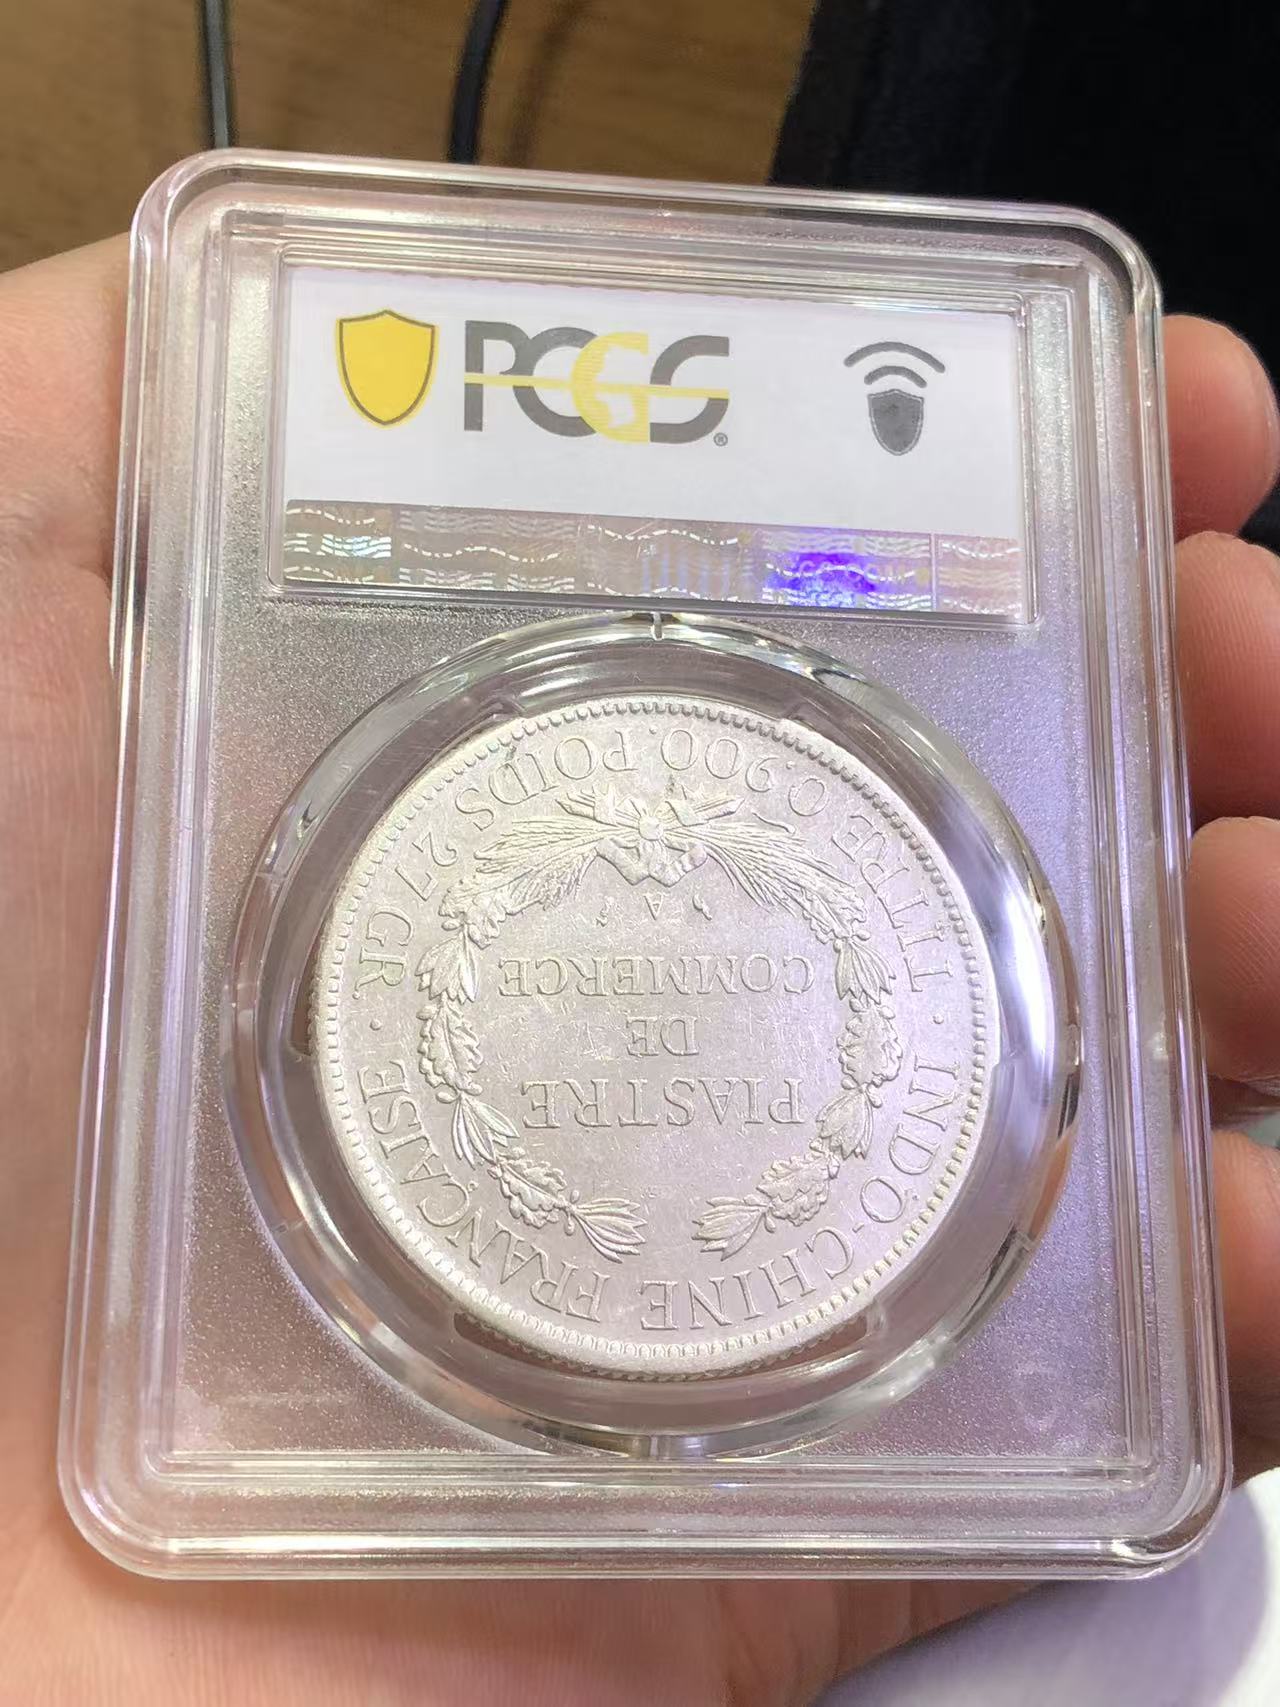 PCGS®
INDO-CHINE FRANÇAISE
PIASTRE
DE
COMMERCE
A
TITRE 0.900. POIDS 27 GR.